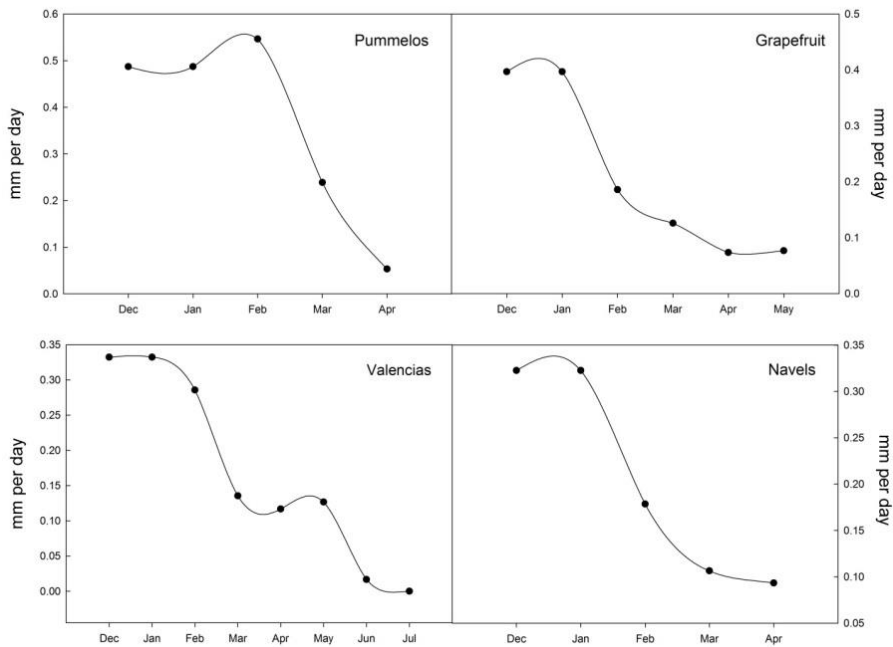 Pummelos
mm per day
0.6
0.5
0.4
0.3
0.2
0.1
0.0
Dec Jan Feb Mar Apr
Grapefruit
mm per day
0.5
0.4
0.3
0.2
0.1
0.0
Dec Jan Feb Mar Apr May
Valencias
mm per day
0.35
0.30
0.25
0.20
0.15
0.10
0.05
0.00
Dec Jan Feb Mar Apr May Jun Jul
Navels
mm per day
0.35
0.30
0.25
0.20
0.15
0.10
0.05
Dec Jan Feb Mar Apr